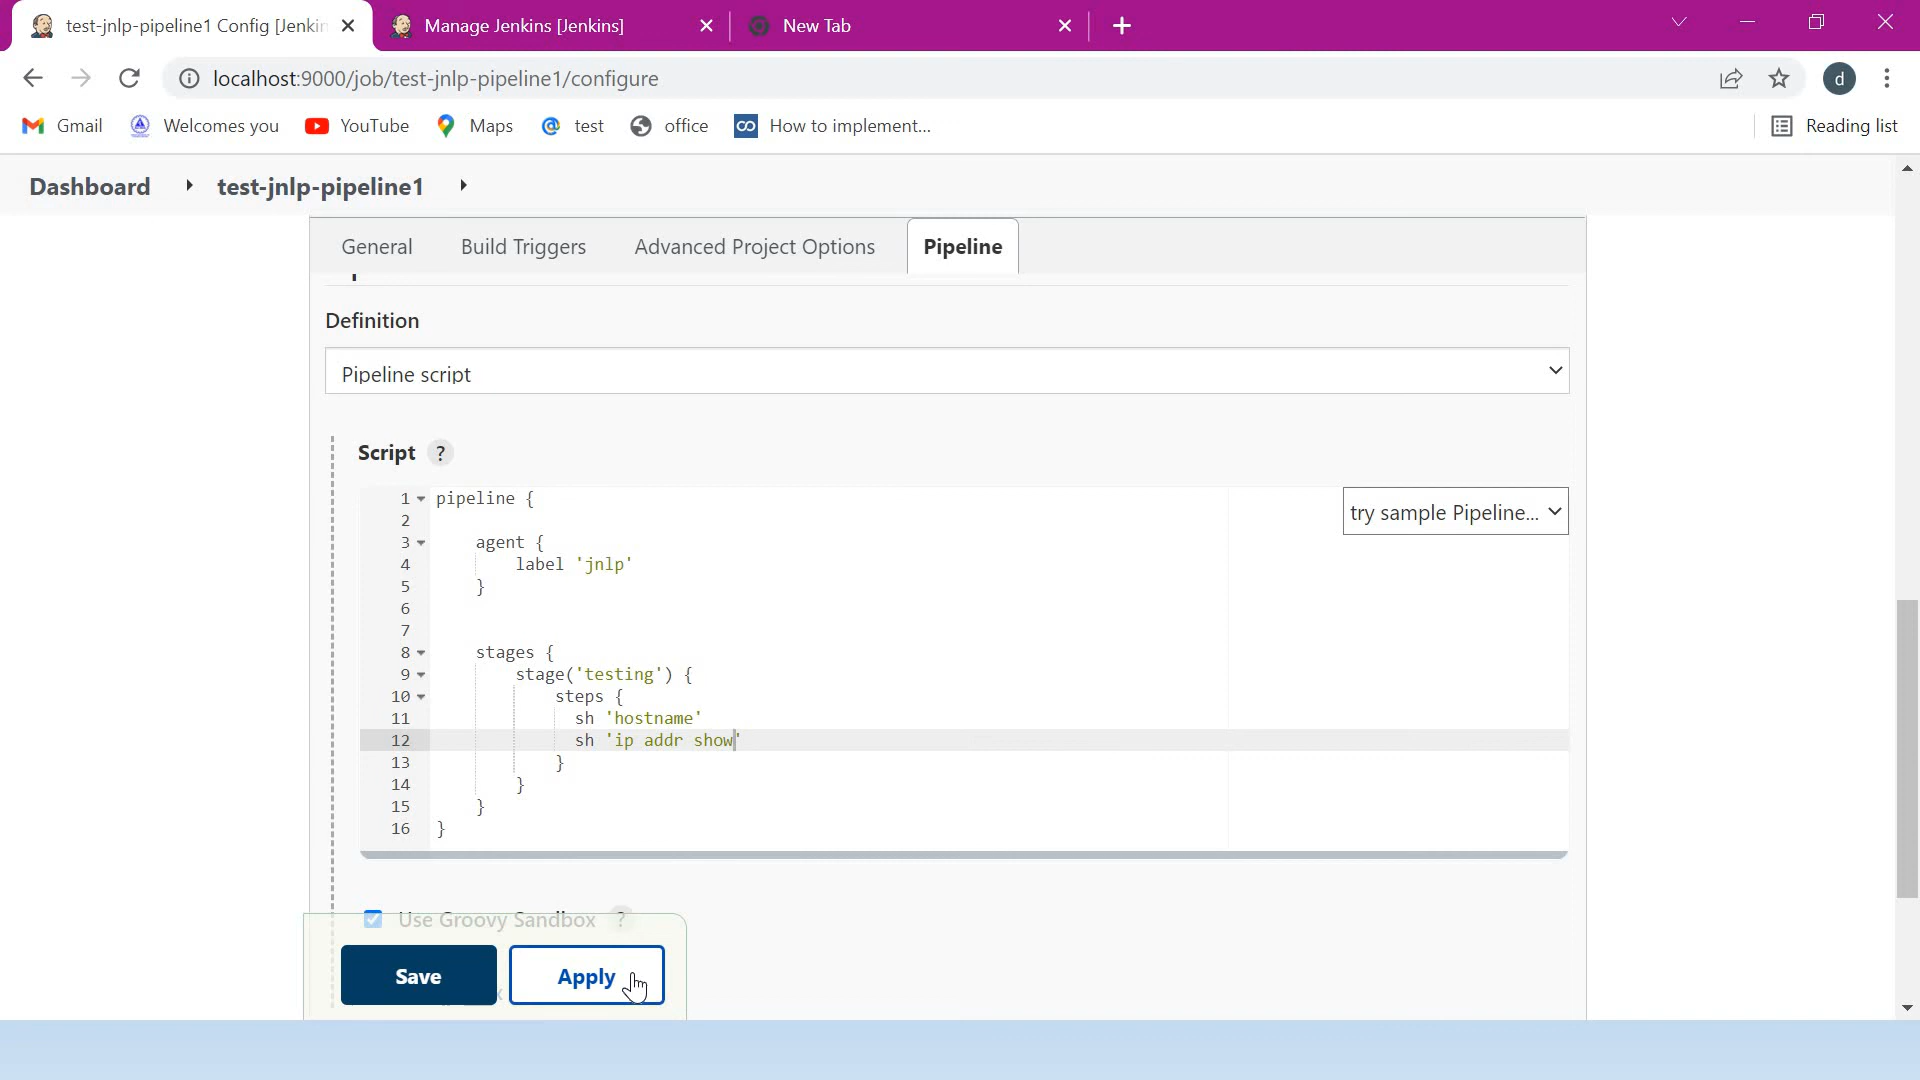 test-jnlp-pipeline1 Config [Jenkin
Manage Jenkins [Jenkins]
New Tab
localhost:9000/job/test-jnlp-pipeline1/configure
d
Gmail
Welcomes you
YouTube
Maps
test
office
How to implement...
Reading list
Dashboard
test-jnlp-pipeline1
General
Build Triggers
Advanced Project Options
Pipeline
Definition
Pipeline script
Script ?
try sample Pipeline...
1 pipeline {
2
3 agent {
4 label 'jnlp'
5 }
6
7
8 stages {
9 stage('testing') {
10 steps {
11 sh 'hostname'
12 sh 'ip addr show'
13 }
14 }
15 }
16 }
Use Groovy Sandbox ?
Save
Apply